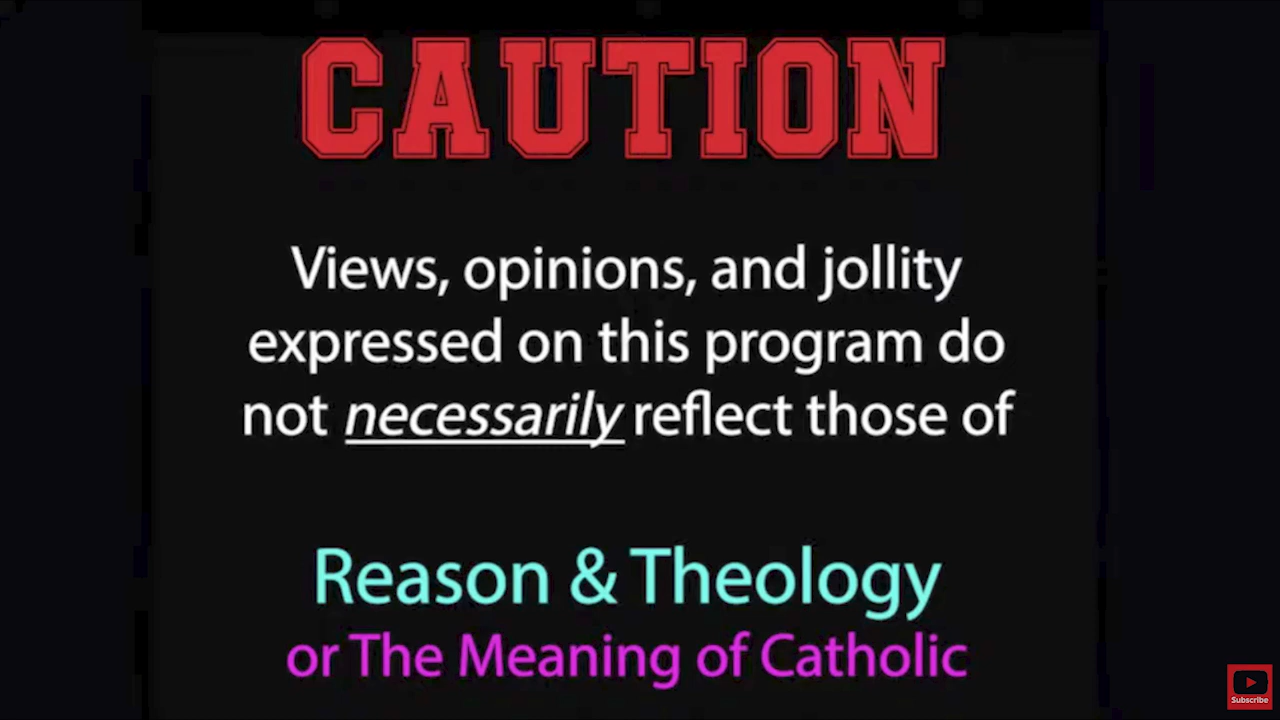 CAUTION
Views, opinions, and jollity
expressed on this program do
not necessarily reflect those of
Reason & Theology
or The Meaning of Catholic
Subscribe